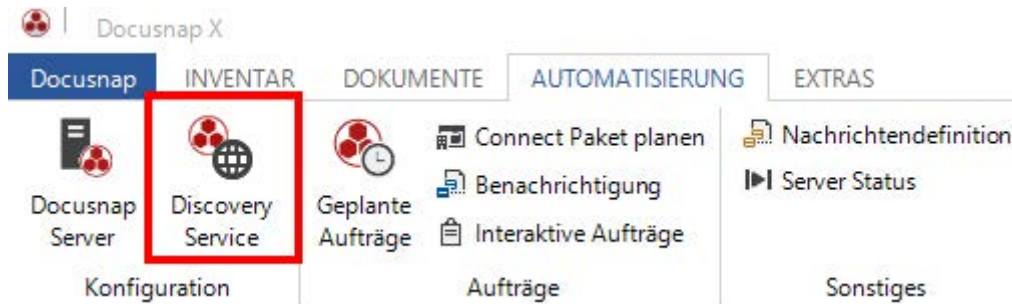 Docusnap X
Docusnap INVENTAR DOKUMENTE AUTOMATISIERUNG EXTRAS
Docusnap
Server
Discovery
Service
Geplante
Aufträge
Connect Paket planen
Benachrichtigung
Interaktive Aufträge
Nachrichtendefinition
Server Status
Konfiguration Aufträge Sonstiges